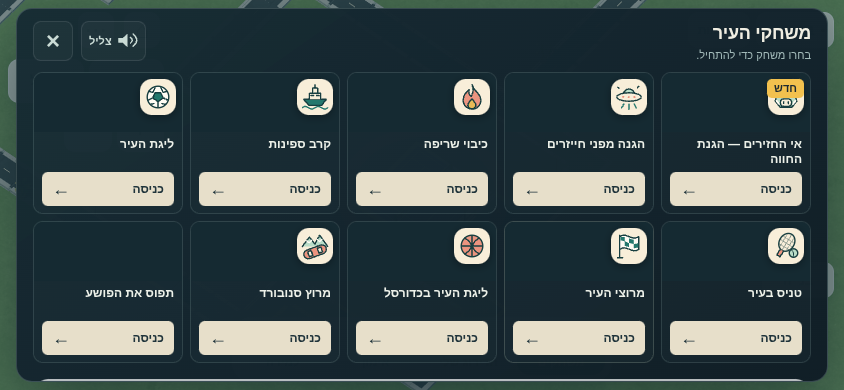 משחקי העיר
צליל
בחרו משחק כדי להתחיל.
חדש
אי החזירים — הגנת
החווה
כניסה
הגנה מפני חייזרים
כניסה
כיבוי שריפה
כניסה
קרב ספינות
כניסה
ליגת העיר
כניסה
טניס בעיר
כניסה
מרוצי העיר
כניסה
ליגת העיר בכדורסל
כניסה
מרוץ סנובורד
כניסה
תפוס את הפושע
כניסה